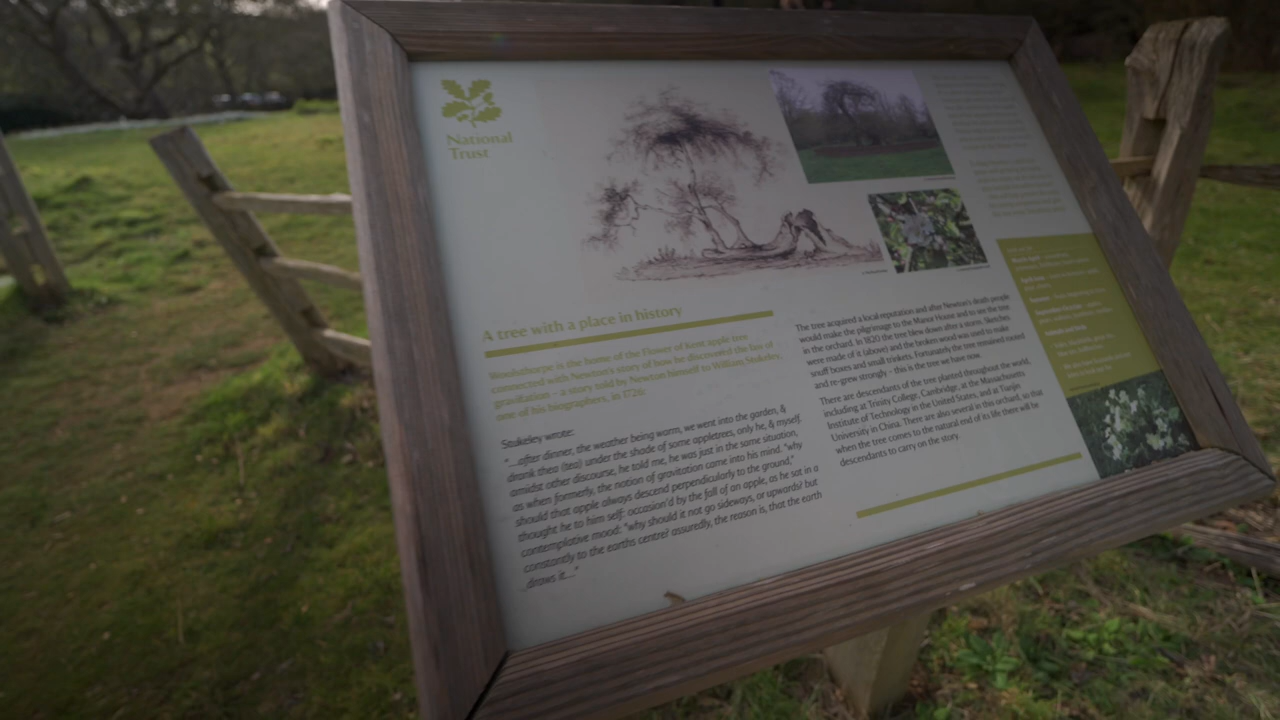 National
Trust
A tree with a place in history
Woolsthorpe is the home of the Flower of Kent apple tree
connected with Newton's story of how he discovered the law of
gravitation – a story told by Newton himself to William Stukeley,
one of his biographers, in 1726.
Stukeley wrote:
"...after dinner, the weather being warm, we went into the garden, &
drank thea (tea) under the shade of some appletrees, only he, & myself.
amidst other discourse, he told me, he was just in the same situation,
as when formerly, the notion of gravitation came into his mind. "why
should that apple always descend perpendicularly to the ground,"
thought he to him self: occasion'd by the fall of an apple, as he sat in a
contemplative mood: "why should it not go sideways, or upwards? but
constantly to the earths centre? assuredly, the reason is, that the earth
draws it...."
The tree acquired a local reputation and after Newton's death people
would make the pilgrimage to the Manor House and to see the tree
in the orchard. In 1820 the tree blew down after a storm. Sketches
were made of it (above) and the broken wood was used to make
snuff boxes and small trinkets. Fortunately the tree remained rooted
and re-grew strongly – this is the tree we have now.
There are descendants of the tree planted throughout the world,
including at Trinity College, Cambridge, at the Massachusetts
Institute of Technology in the United States, and at Tianjin
University in China. There are also several in this orchard, so that
when the tree comes to the natural end of its life there will be
descendants to carry on the story.